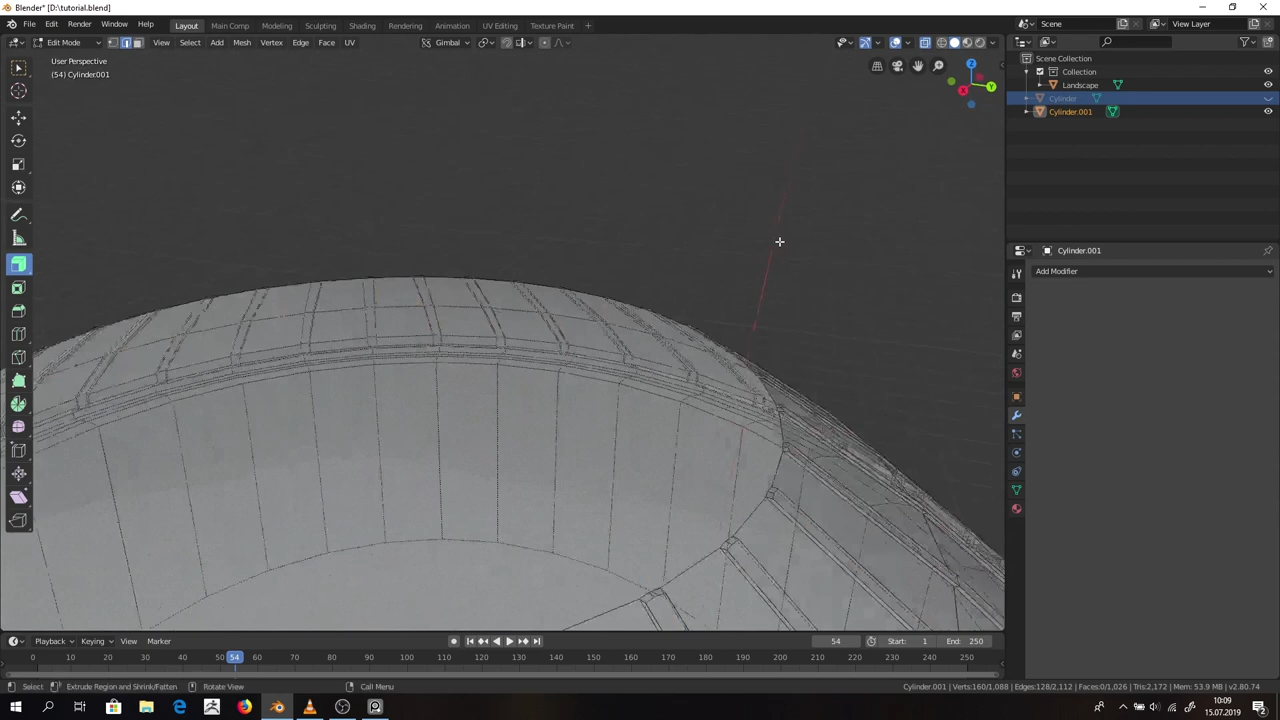 Blender* [D:\tutorial.blend]
File Edit Render Window Help Layout Main Comp Modeling Sculpting Shading Rendering Animation UV Editing Texture Paint + Scene View Layer
Edit Mode View Select Add Mesh Vertex Edge Face UV Gimbal
User Perspective
(54) Cylinder.001
Z
Y
X
Scene Collection
Collection
Landscape
Cylinder
Cylinder.001
Cylinder.001
Add Modifier
Playback Keying View Marker 54 Start: 1 End: 250
0 10 20 30 40 50 54 60 70 80 90 100 110 120 130 140 150 160 170 180 190 200 210 220 230 240 250
Select Extrude Region and Shrink/Fatten Rotate View Call Menu Cylinder.001 | Verts:160/1,088 | Edges:128/2,112 | Faces:0/1,026 | Tris:2,172 | Mem: 53.9 MB | v2.80.74
10:09
15.07.2019